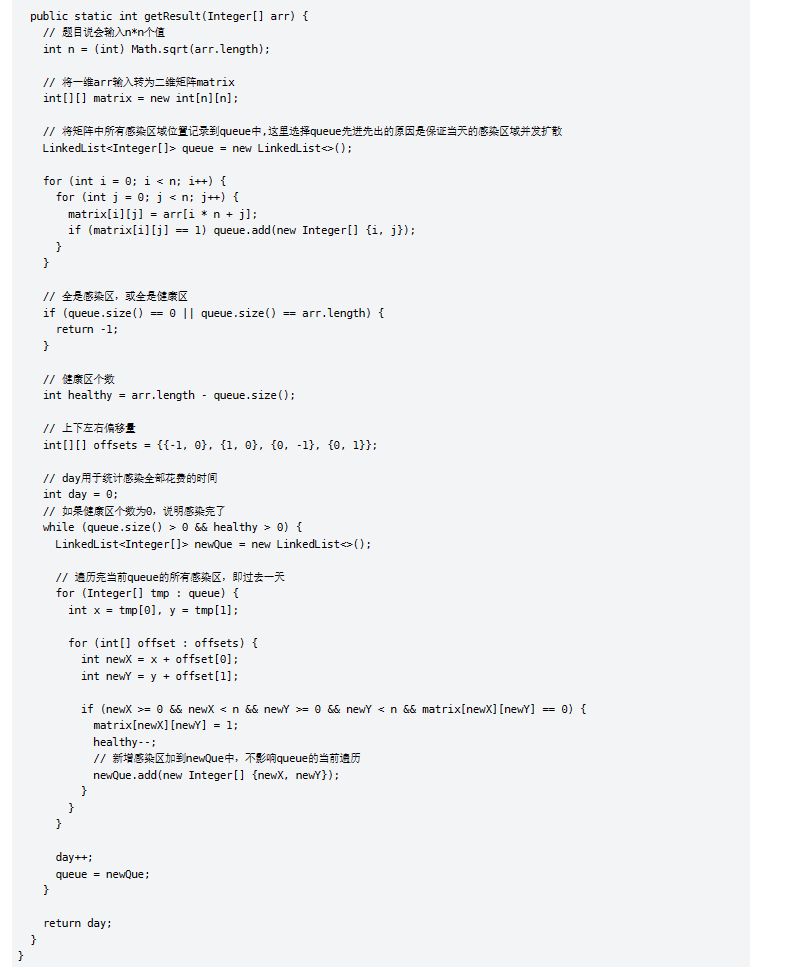 public static int getResult(Integer[] arr) {
// 题目说会输入n*n个值
int n = (int) Math.sqrt(arr.length);
// 将一维arr输入转为二维矩阵matrix
int[][] matrix = new int[n][n];
// 将矩阵中所有感染区域位置记录到queue中,这里选择queue先进先出的原因是保证当天的感染区域并发扩散
LinkedList<Integer[]> queue = new LinkedList<>();
for (int i = 0; i < n; i++) {
for (int j = 0; j < n; j++) {
matrix[i][j] = arr[i * n + j];
if (matrix[i][j] == 1) queue.add(new Integer[] {i, j});
}
}
// 全是感染区，或全是健康区
if (queue.size() == 0 || queue.size() == arr.length) {
return -1;
}
// 健康区个数
int healthy = arr.length - queue.size();
// 上下左右偏移量
int[][] offsets = {{-1, 0}, {1, 0}, {0, -1}, {0, 1}};
// day用于统计感染全部花费的时间
int day = 0;
// 如果健康区个数为0，说明感染完了
while (queue.size() > 0 && healthy > 0) {
LinkedList<Integer[]> newQue = new LinkedList<>();
// 遍历完当前queue的所有感染区，即过去一天
for (Integer[] tmp : queue) {
int x = tmp[0], y = tmp[1];
for (int[] offset : offsets) {
int newX = x + offset[0];
int newY = y + offset[1];
if (newX >= 0 && newX < n && newY >= 0 && newY < n && matrix[newX][newY] == 0) {
matrix[newX][newY] = 1;
healthy--;
// 新增感染区加到newQue中，不影响queue的当前遍历
newQue.add(new Integer[] {newX, newY});
}
}
}
day++;
queue = newQue;
}
return day;
}
}